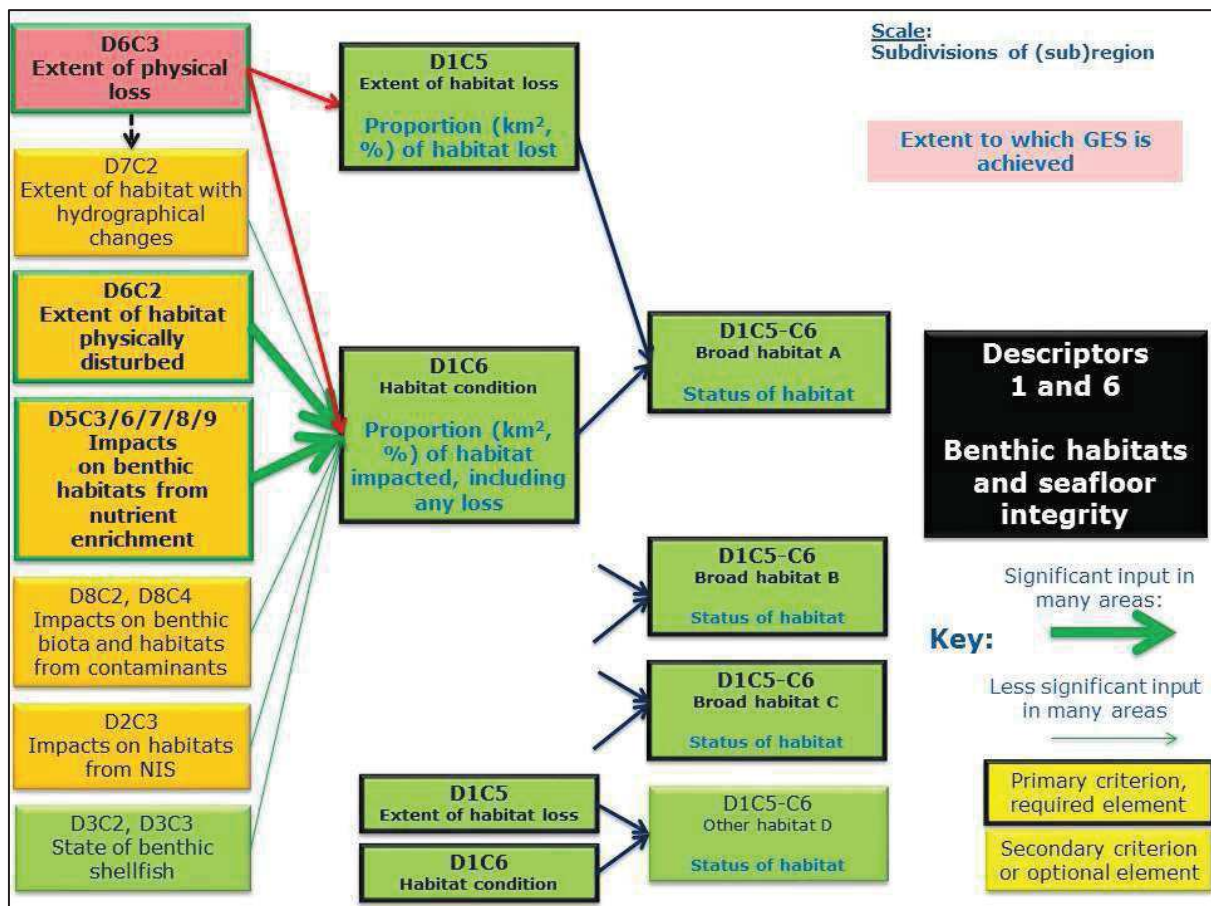 D6C3
Extent of physical
loss
D7C2
Extent of habitat with
hydrographical
changes
D6C2
Extent of habitat
physically
disturbed
D5C3/6/7/8/9
Impacts
on benthic
habitats from
nutrient
enrichment
D8C2, D8C4
Impacts on benthic
biota and habitats
from contaminants
D2C3
Impacts on habitats
from NIS
D3C2, D3C3
State of benthic
shellfish
D1C5
Extent of habitat loss
Proportion (km², 
%) of habitat lost
D1C6
Habitat condition
Proportion (km²,
%) of habitat
impacted, including
any loss
D1C5
Extent of habitat loss
D1C6
Habitat condition
D1C5-C6
Broad habitat A
Status of habitat
D1C5-C6
Broad habitat B
Status of habitat
D1C5-C6
Broad habitat C
Status of habitat
D1C5-C6
Other habitat D
Status of habitat
Scale:
Subdivisions of (sub)region
Extent to which GES is
achieved
Descriptors
1 and 6
Benthic habitats
and seafloor
integrity
Key:
Significant input in
many areas:
Less significant input
in many areas
Primary criterion,
required element
Secondary criterion
or optional element